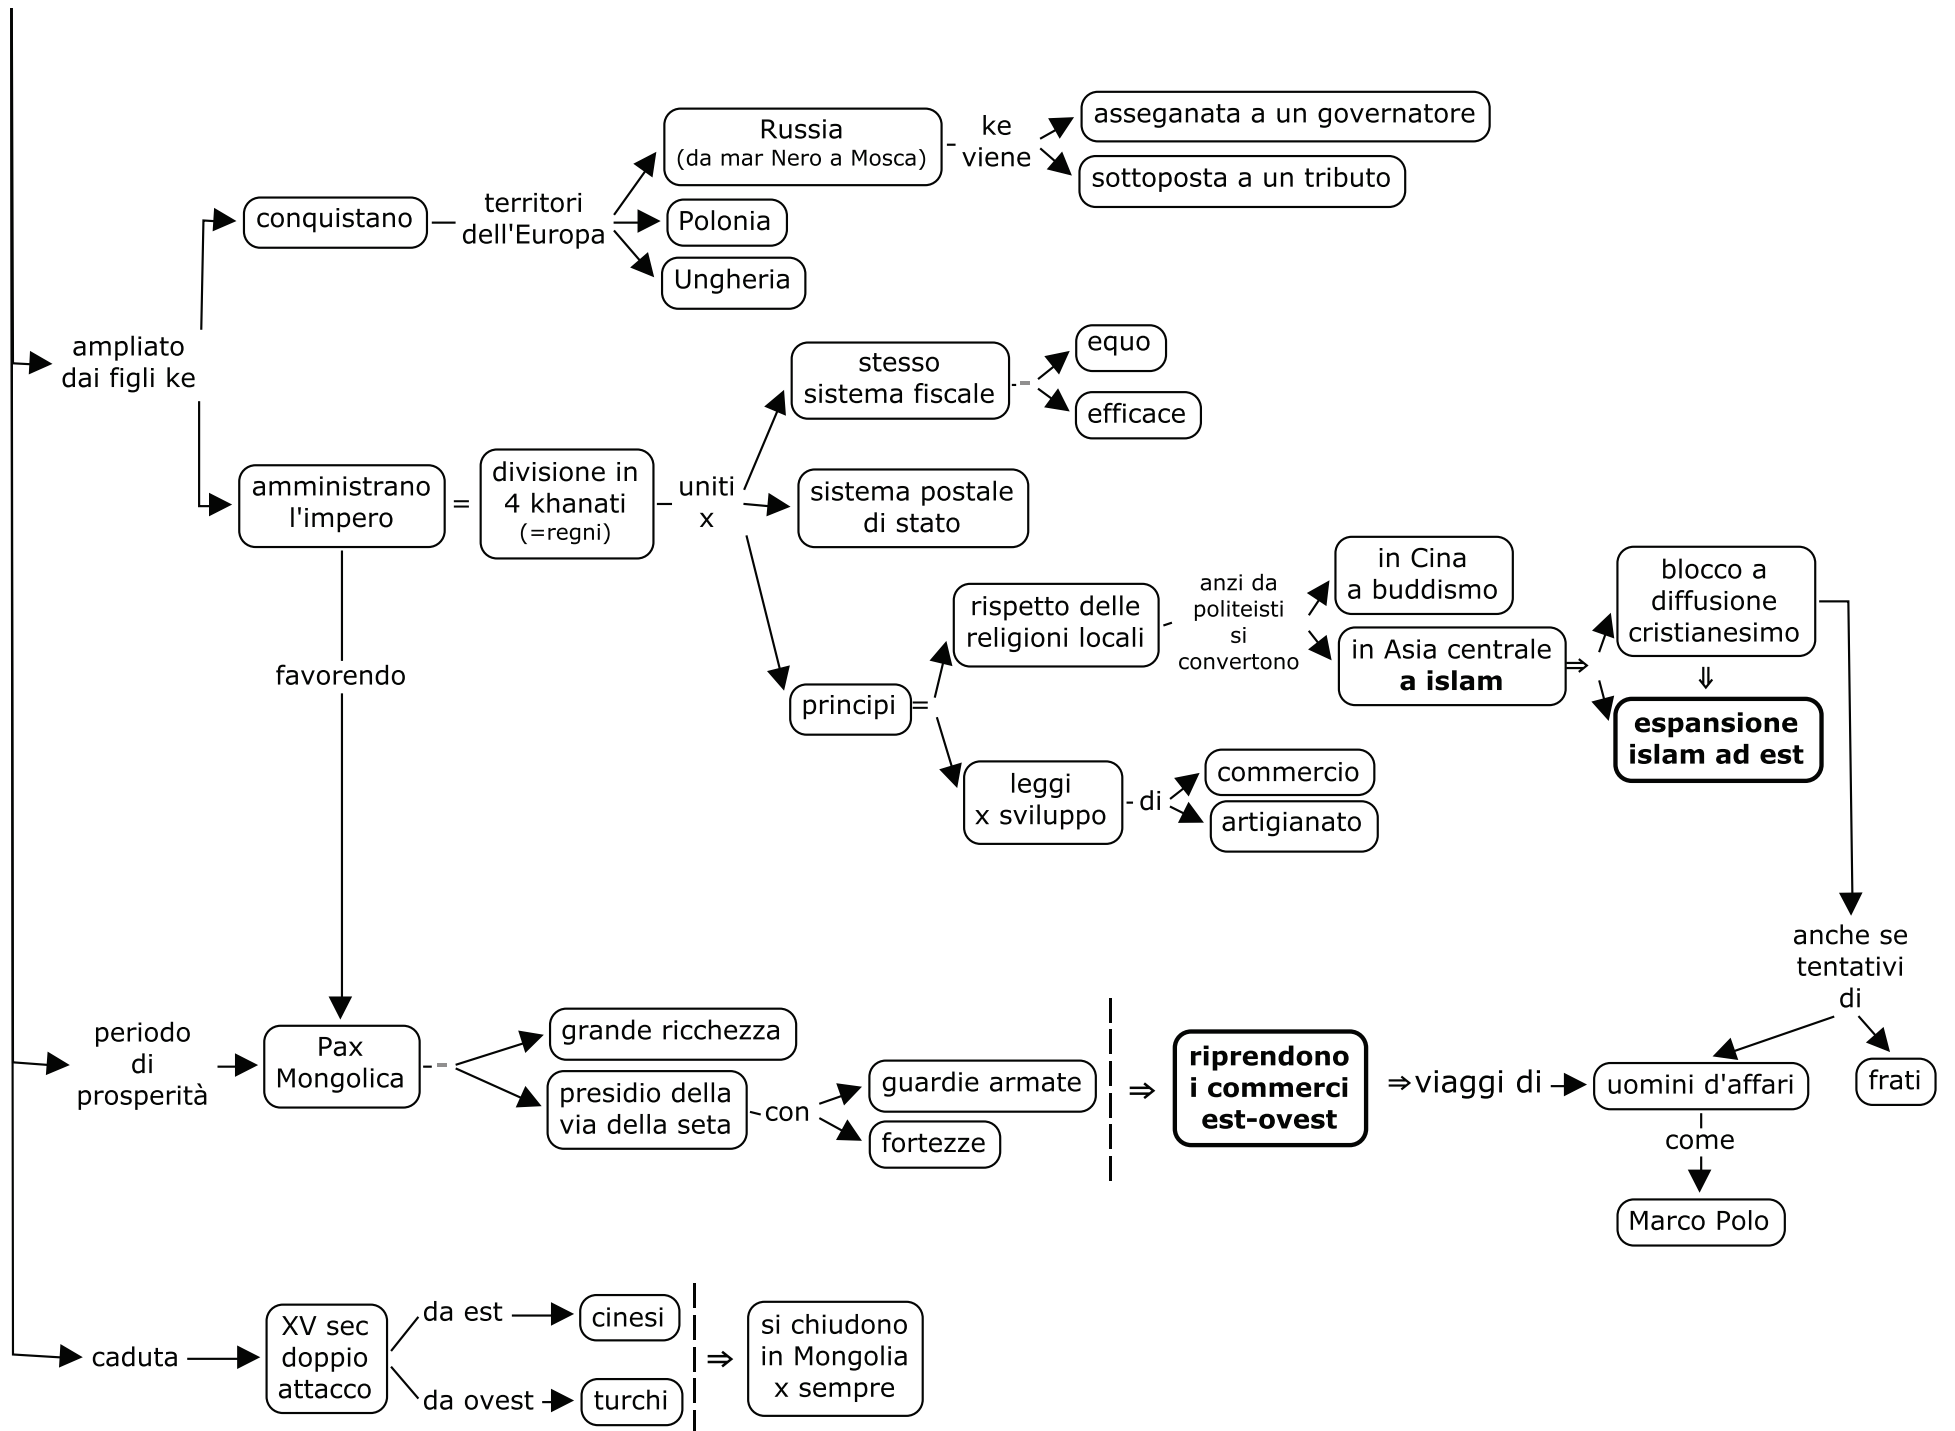 ampliato
dai figli ke
conquistano
territori
dell'Europa
Russia
(da mar Nero a Mosca)
ke
viene
asseganata a un governatore
sottoposta a un tributo
Polonia
Ungheria
amministrano
l'impero
=
divisione in
4 khanati
(=regni)
uniti
x
stesso
sistema fiscale
equo
efficace
sistema postale
di stato
principi
=
rispetto delle
religioni locali
anzi da
politeisti
si
convertono
in Cina
a buddismo
in Asia centrale
a islam
⇒
blocco a
diffusione
cristianesimo
⇓
espansione
islam ad est
leggi
x sviluppo
di
commercio
artigianato
anche se
tentativi
di
favorendo
periodo
di
prosperità
Pax
Mongolica
grande ricchezza
presidio della
via della seta
con
guardie armate
fortezze
⇒
riprendono
i commerci
est-ovest
⇒ viaggi di
uomini d'affari
frati
come
Marco Polo
caduta
XV sec
doppio
attacco
da est
cinesi
da ovest
turchi
⇒
si chiudono
in Mongolia
x sempre